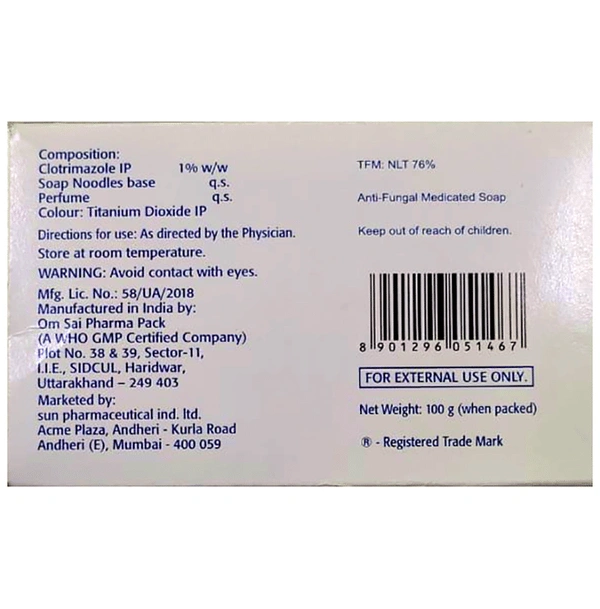 Composition:
Clotrimazole IP 1% w/w
Soap Noodles base q.s.
Perfume q.s.
Colour: Titanium Dioxide IP
Directions for use: As directed by the Physician.
Store at room temperature.
WARNING: Avoid contact with eyes.
Mfg. Lic. No.: 58/UA/2018
Manufactured in India by:
Om Sai Pharma Pack
(A WHO GMP Certified Company)
Plot No. 38 & 39, Sector-11,
I.I.E., SIDCUL, Haridwar,
Uttarakhand – 249 403
Marketed by:
sun pharmaceutical ind. ltd.
Acme Plaza, Andheri - Kurla Road
Andheri (E), Mumbai - 400 059
TFM: NLT 76%
Anti-Fungal Medicated Soap
Keep out of reach of children.
8 901296 051467
FOR EXTERNAL USE ONLY.
Net Weight: 100 g (when packed)
® - Registered Trade Mark